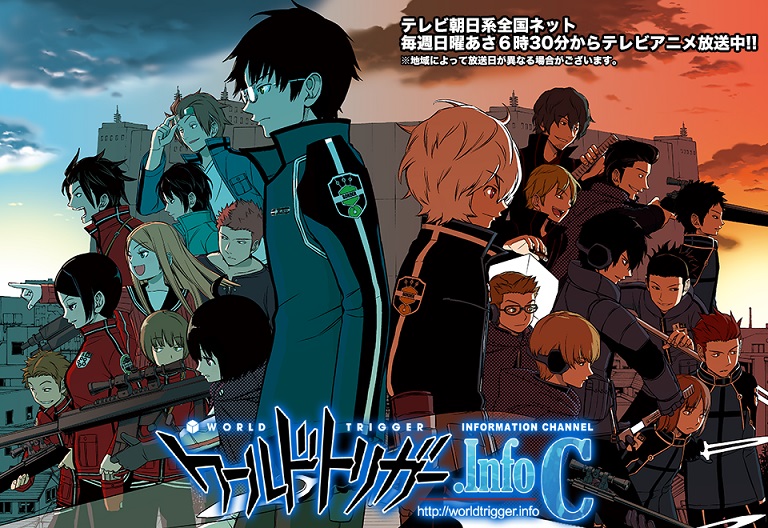 テレビ朝日系全国ネット
毎週日曜あさ6時30分からテレビアニメ放送中!!
※地域によって放送日が異なる場合がございます。
WORLD TRIGGER
INFORMATION CHANNEL
ワールドトリガー.Info C
http://worldtrigger.info